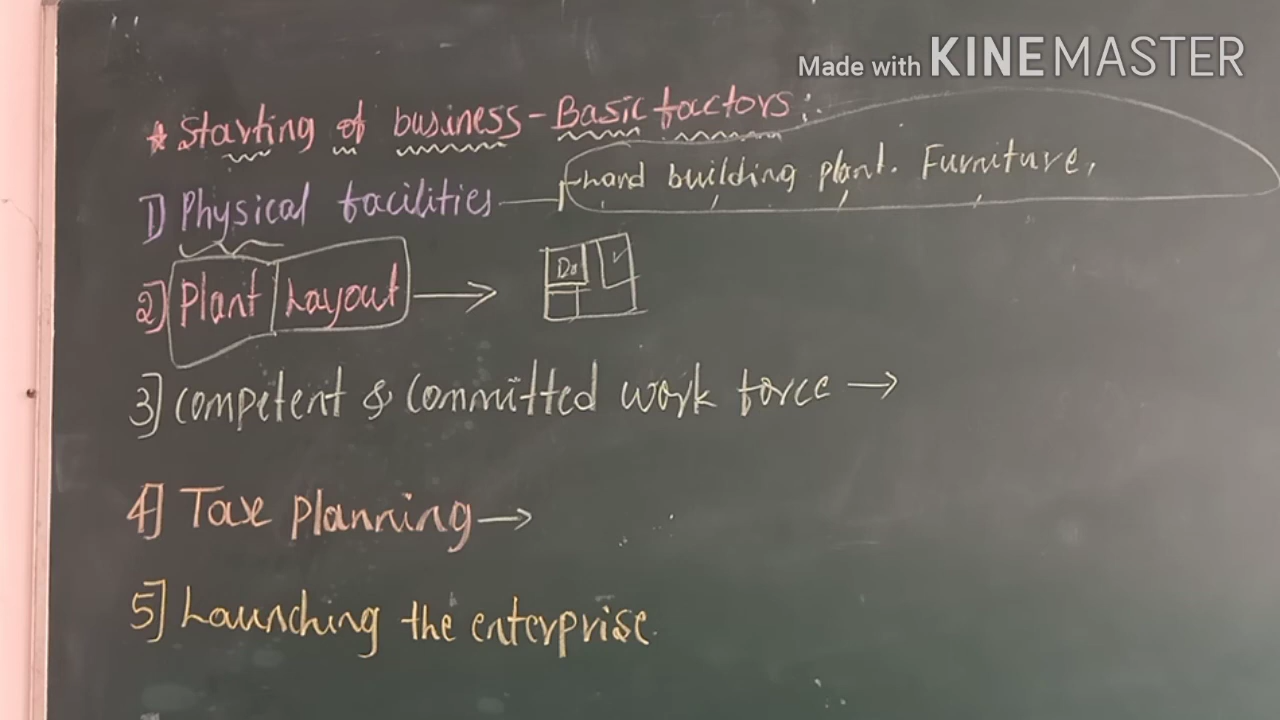 Made with KINEMASTER
* Starting of business - Basic factors :-
1] Physical facilities — Land building plant. Furniture,
2] Plant Layout → Do
3] Competent & Committed work force →
4] Tax planning →
5] Launching the enterprise.